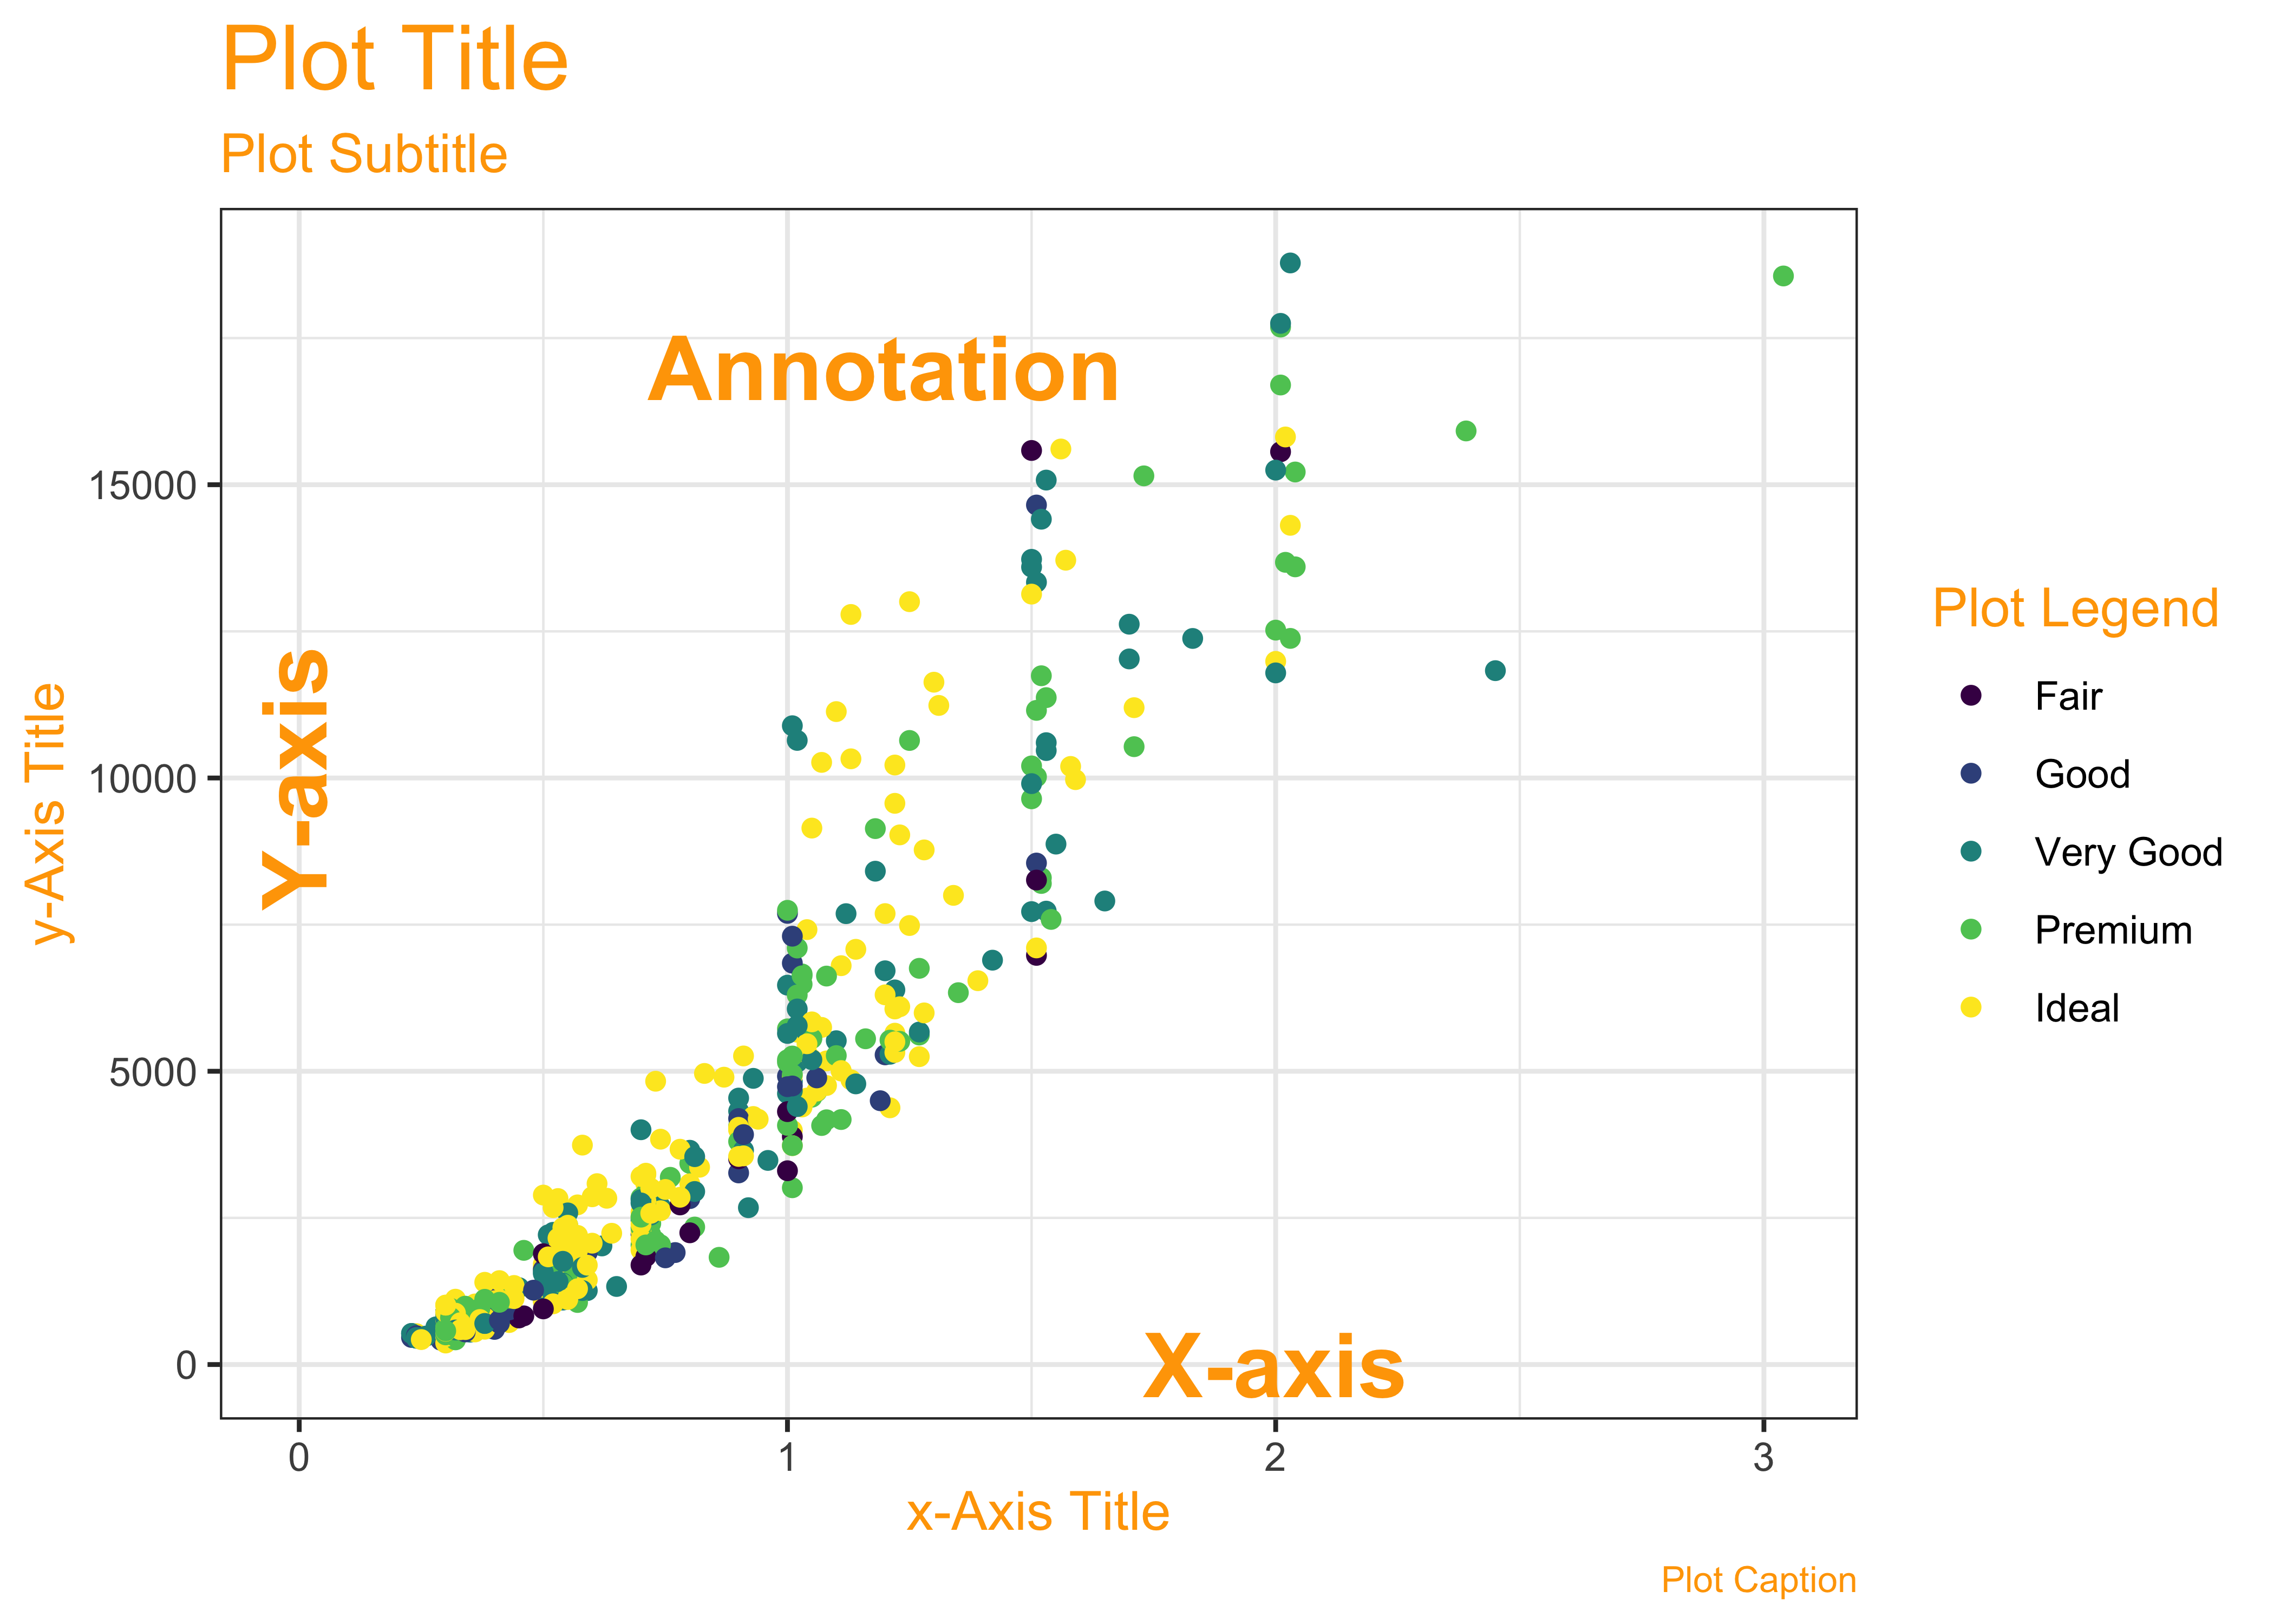 Plot Title
Plot Subtitle
Annotation
Y-axis
X-axis
y-Axis Title
15000
10000
5000
0
0 1 2 3
x-Axis Title
Plot Legend
Fair
Good
Very Good
Premium
Ideal
Plot Caption